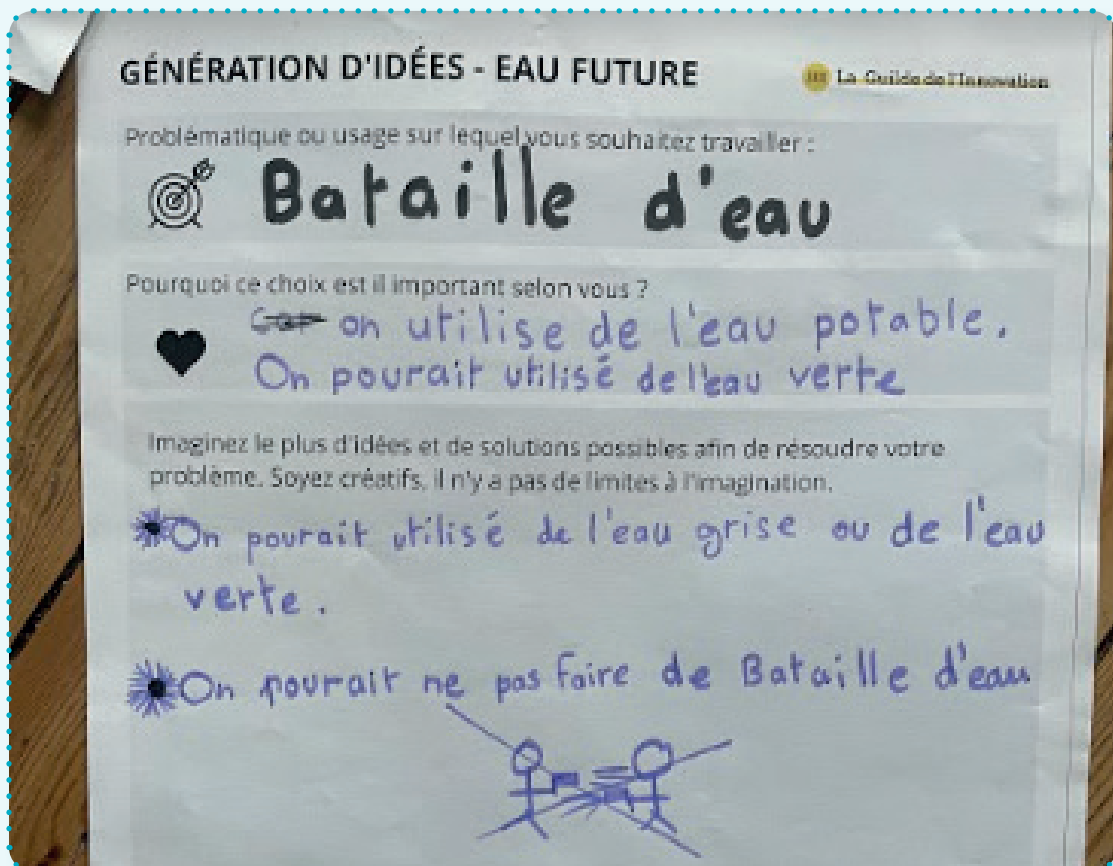 GÉNÉRATION D'IDÉES - EAU FUTURE
La Guilde de l'Innovation
Problématique ou usage sur lequel vous souhaitez travailler :
Bataille d'eau
Pourquoi ce choix est il important selon vous ?
Car on utilise de l'eau potable.
On pourait utilisé de l'eau verte
Imaginez le plus d'idées et de solutions possibles afin de résoudre votre
problème. Soyez créatifs, il n'y a pas de limites à l'imagination.
On pourait utilisé de l'eau grise ou de l'eau
verte.
On pourait ne pas faire de Bataille d'eau